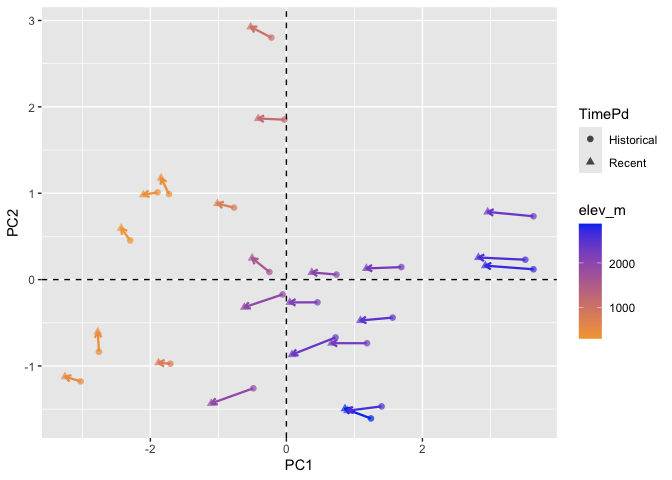 3
2
1
0
-1
-2
0
2
PC1
PC2
TimePd
Historical
Recent
elev_m
2000
1000